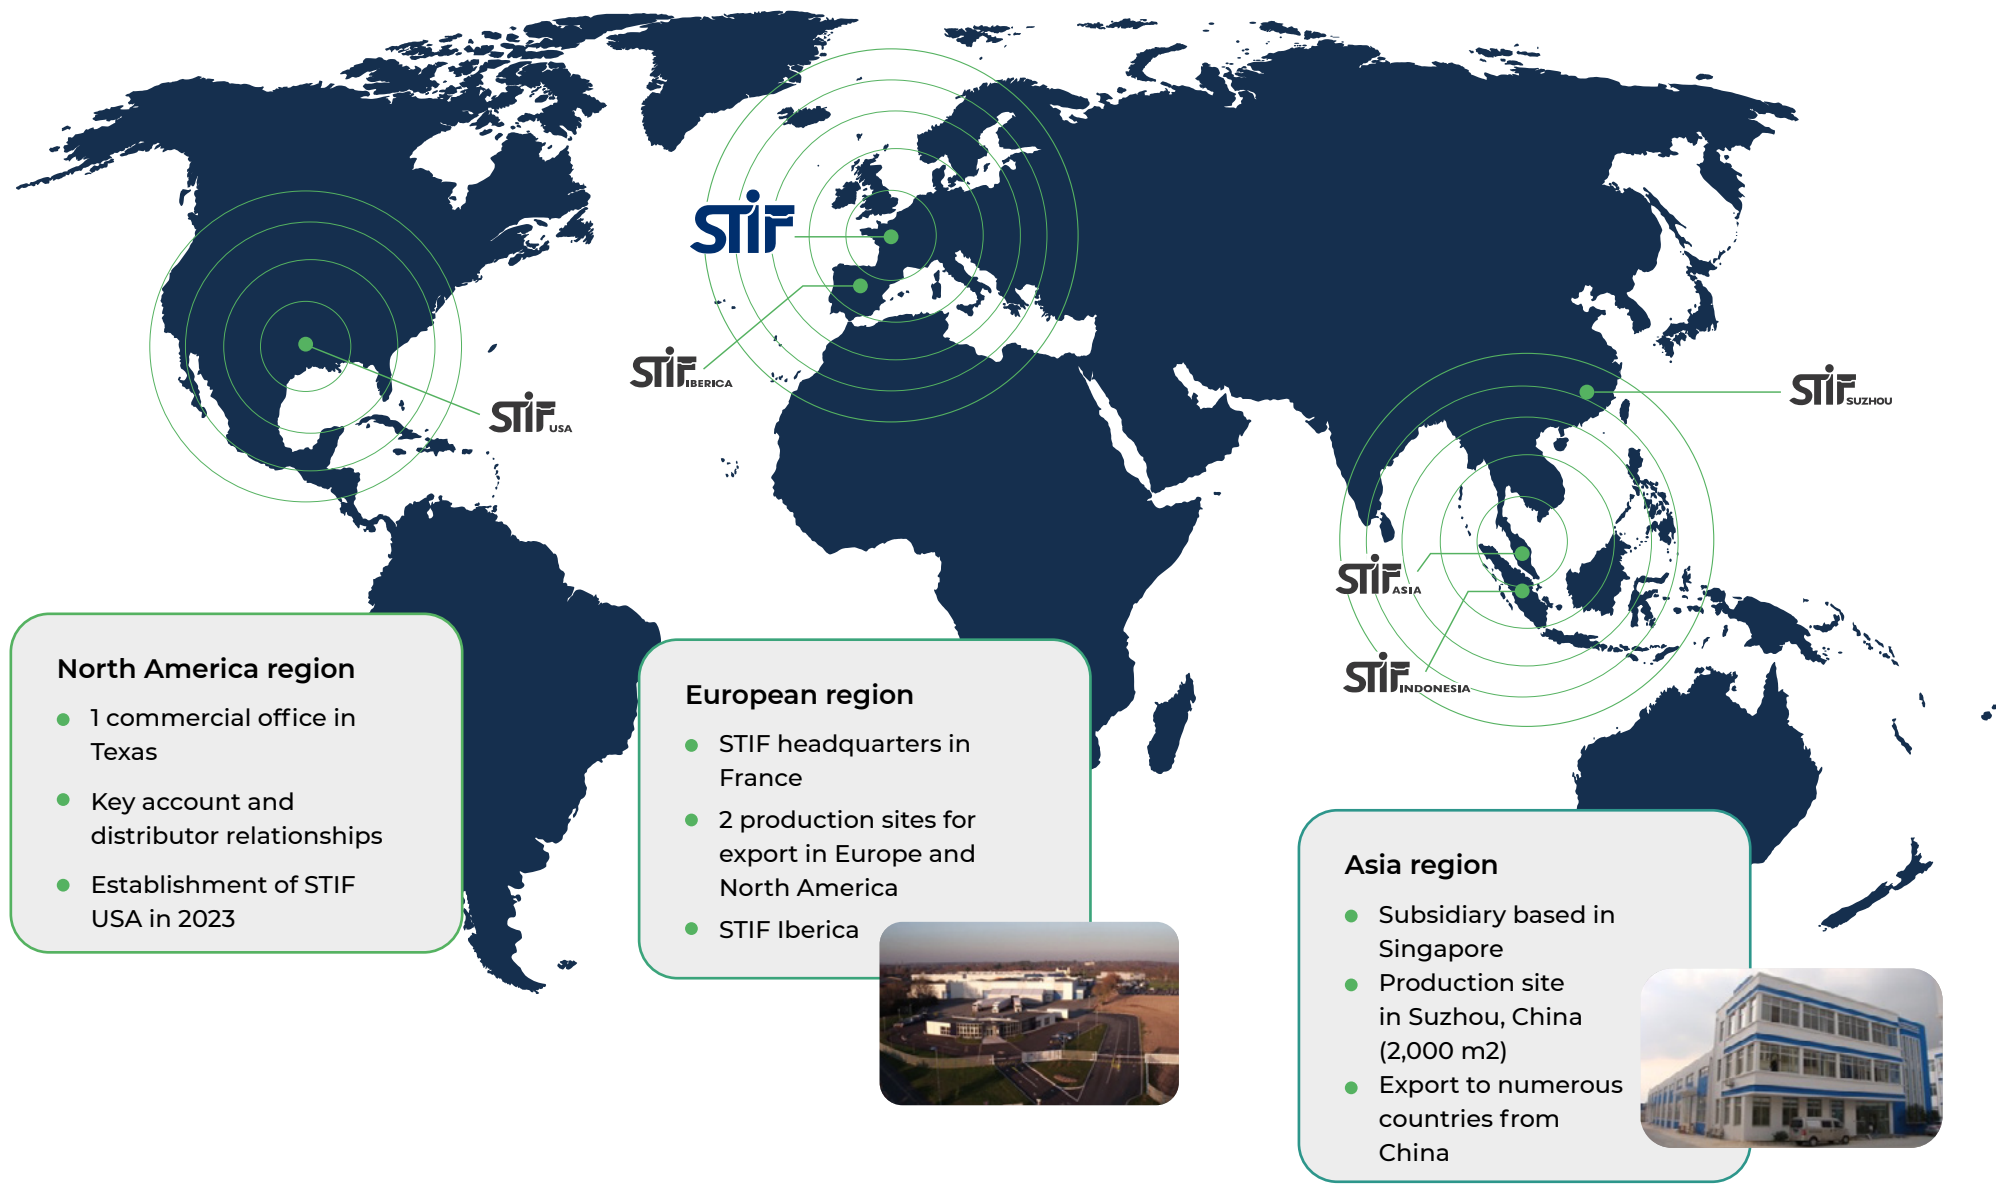 STIF
STIF IBERICA
STIF USA
STIF SUZHOU
STIF ASIA
STIF INDONESIA
North America region
1 commercial office in
Texas
Key account and
distributor relationships
Establishment of STIF
USA in 2023
European region
STIF headquarters in
France
2 production sites for
export in Europe and
North America
STIF Iberica
Asia region
Subsidiary based in
Singapore
Production site
in Suzhou, China
(2,000 m2)
Export to numerous
countries from
China